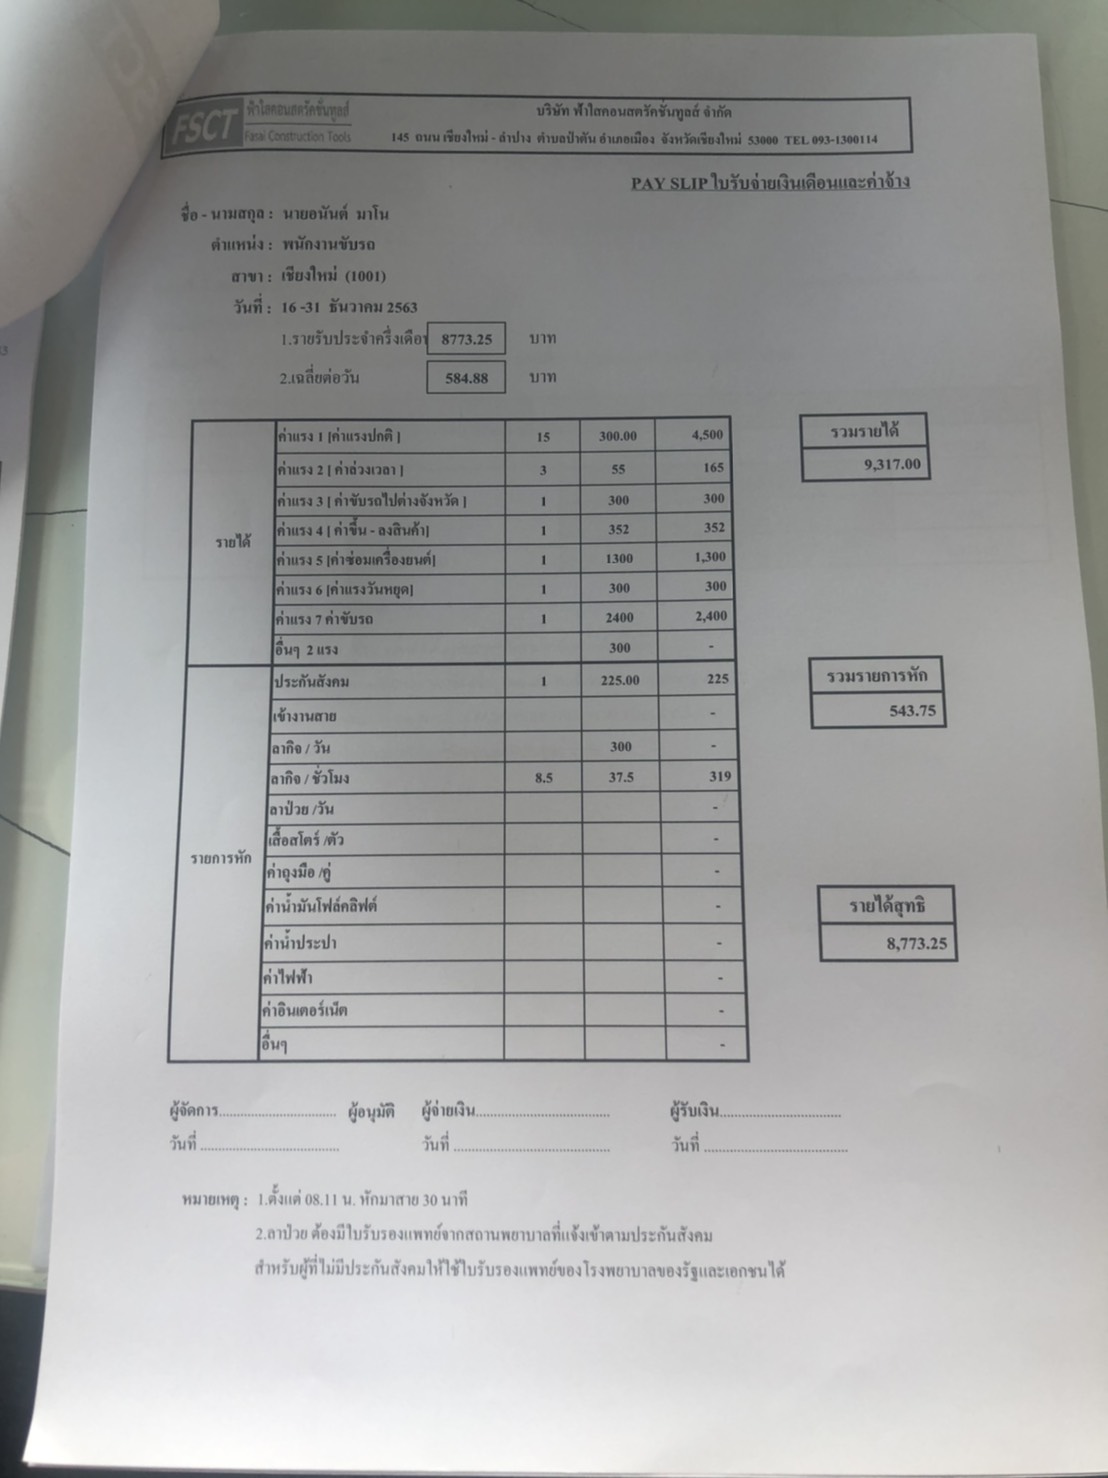 FSCT ฟ้าใสคอนสตรัคชั่นทูลส์
Fasai Construction Tools
บริษัท ฟ้าใสคอนสตรัคชั่นทูลส์ จำกัด
145 ถนน เชียงใหม่ - ลำปาง ตำบลป่าตัน อำเภอเมือง จังหวัดเชียงใหม่ 53000 TEL 093-1300114
PAY SLIP ใบรับจ่ายเงินเดือนและค่าจ้าง
ชื่อ - นามสกุล : นายอนันต์ มาโน
ตำแหน่ง : พนักงานขับรถ
สาขา : เชียงใหม่ (1001)
วันที่ : 16 -31 ธันวาคม 2563
1.รายรับประจำครึ่งเดือน 8773.25 บาท
2.เฉลี่ยต่อวัน 584.88 บาท
รายได้
ค่าแรง 1 [ค่าแรงปกติ ] 15 300.00 4,500
ค่าแรง 2 [ ค่าล่วงเวลา ] 3 55 165
ค่าแรง 3 [ ค่าขับรถไปต่างจังหวัด ] 1 300 300
ค่าแรง 4 [ ค่าขึ้น - ลงสินค้า] 1 352 352
ค่าแรง 5 [ค่าซ่อมเครื่องยนต์] 1 1300 1,300
ค่าแรง 6 [ค่าแรงวันหยุด] 1 300 300
ค่าแรง 7 ค่าขับรถ 1 2400 2,400
อื่นๆ 2 แรง 300 -
รวมรายได้
9,317.00
รายการหัก
ประกันสังคม 1 225.00 225
เข้างานสาย -
ลากิจ / วัน 300 -
ลากิจ / ชั่วโมง 8.5 37.5 319
ลาป่วย /วัน -
เสื้อสโตร์ /ตัว -
ค่าถุงมือ /คู่ -
ค่าน้ำมันโฟล์คลิฟต์ -
ค่าน้ำประปา -
ค่าไฟฟ้า -
ค่าอินเตอร์เน็ต -
อื่นๆ -
รวมรายการหัก
543.75
รายได้สุทธิ
8,773.25
ผู้จัดการ.............................. ผู้อนุมัติ ผู้จ่ายเงิน.................................. ผู้รับเงิน..............................
วันที่ ................................... วันที่ ....................................... วันที่ ....................................
หมายเหตุ : 1.ตั้งแต่ 08.11 น. หักมาสาย 30 นาที
2.ลาป่วย ต้องมีใบรับรองแพทย์จากสถานพยาบาลที่แจ้งเข้าตามประกันสังคม
สำหรับผู้ที่ไม่มีประกันสังคมให้ใช้ใบรับรองแพทย์ของโรงพยาบาลของรัฐและเอกชนได้